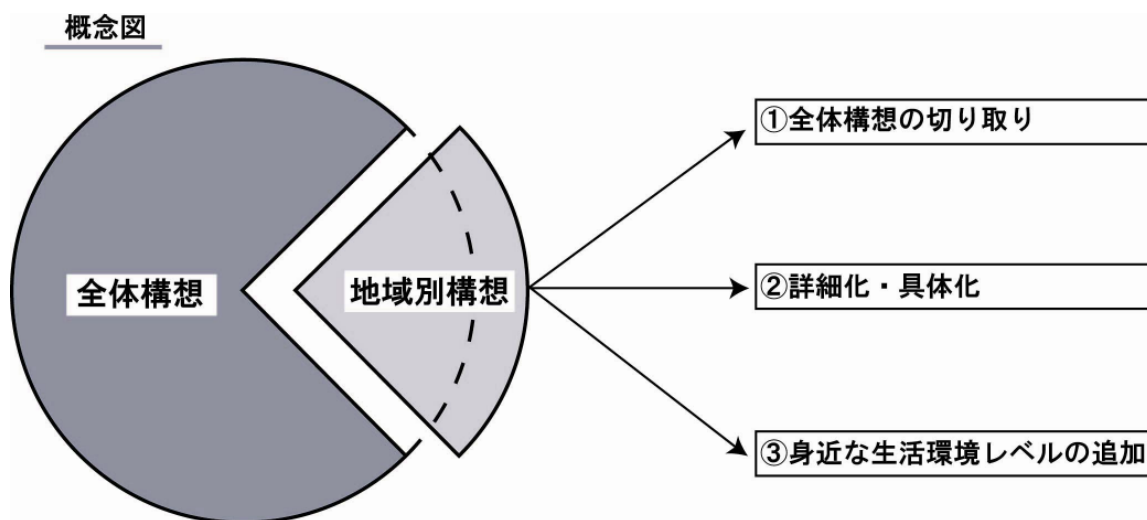 概念図
全体構想
地域別構想
①全体構想の切り取り
②詳細化・具体化
③身近な生活環境レベルの追加